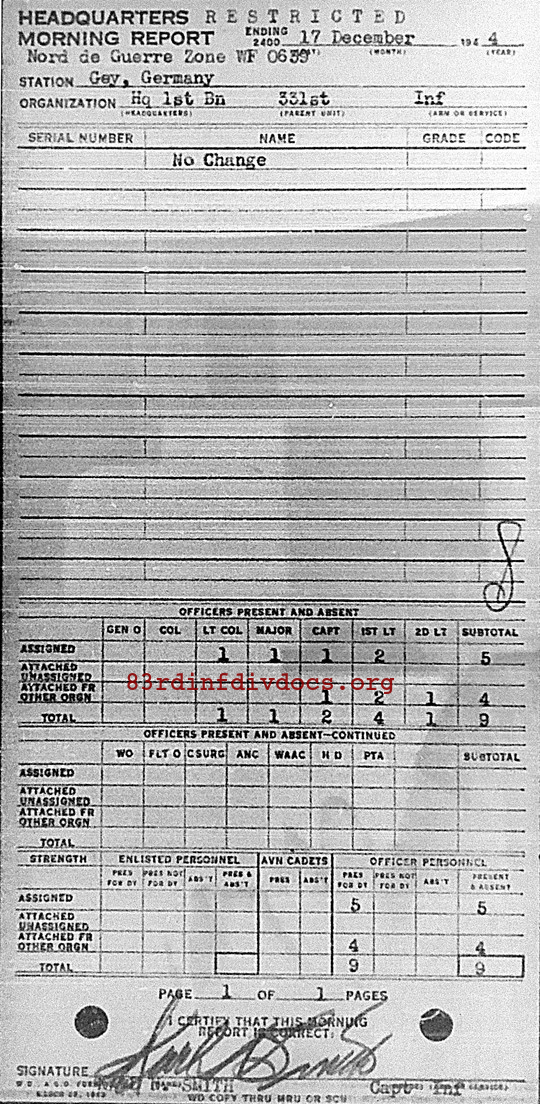 HEADQUARTERS RESTRICTED
MORNING REPORT ENDING 2400 17 December 194 4
(MONTH) (YEAR)
Nord de Guerre Zone WF 0639
STATION Gey, Germany
ORGANIZATION Hq 1st Bn 331st Inf
(HEADQUARTERS) (PARENT UNIT) (ARM OR SERVICE)
SERIAL NUMBER NAME GRADE CODE
No Change
OFFICERS PRESENT AND ABSENT
GEN O COL LT COL MAJOR CAPT 1ST LT 2D LT SUBTOTAL
ASSIGNED 1 1 1 2 5
ATTACHED UNASSIGNED
83rdinfdivdocs.org
ATTACHED FR OTHER ORGN 1 2 1 4
TOTAL 1 1 2 4 1 9
OFFICERS PRESENT AND ABSENT—CONTINUED
WO FLT O CSURG ANC WAAC H D PTA SUBTOTAL
ASSIGNED
ATTACHED UNASSIGNED
ATTACHED FR OTHER ORGN
TOTAL
STRENGTH ENLISTED PERSONNEL AVN CADETS OFFICER PERSONNEL
PRES FOR DY PRES NOT FOR DY ABS'T PRES & ABS'T PRES ABS'T PRES FOR DY PRES NOT FOR DY ABS'T PRESENT & ABSENT
ASSIGNED 5 5
ATTACHED UNASSIGNED
ATTACHED FR OTHER ORGN 4 4
TOTAL 9 9
PAGE 1 OF 1 PAGES
I CERTIFY THAT THIS MORNING
REPORT IS CORRECT:
SIGNATURE
SMITH Capt Inf
WD COPY THRU MRU OR SCU